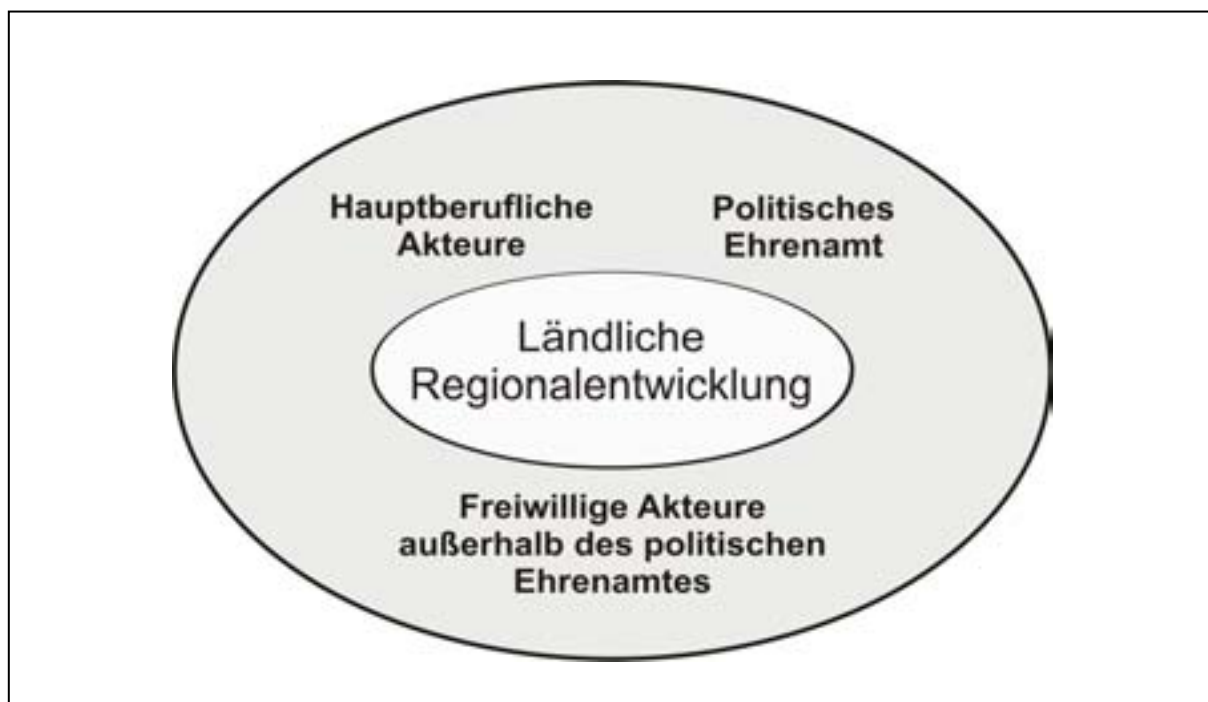 Hauptberufliche
Akteure
Politisches
Ehrenamt
Ländliche
Regionalentwicklung
Freiwillige Akteure
außerhalb des politischen
Ehrenamtes